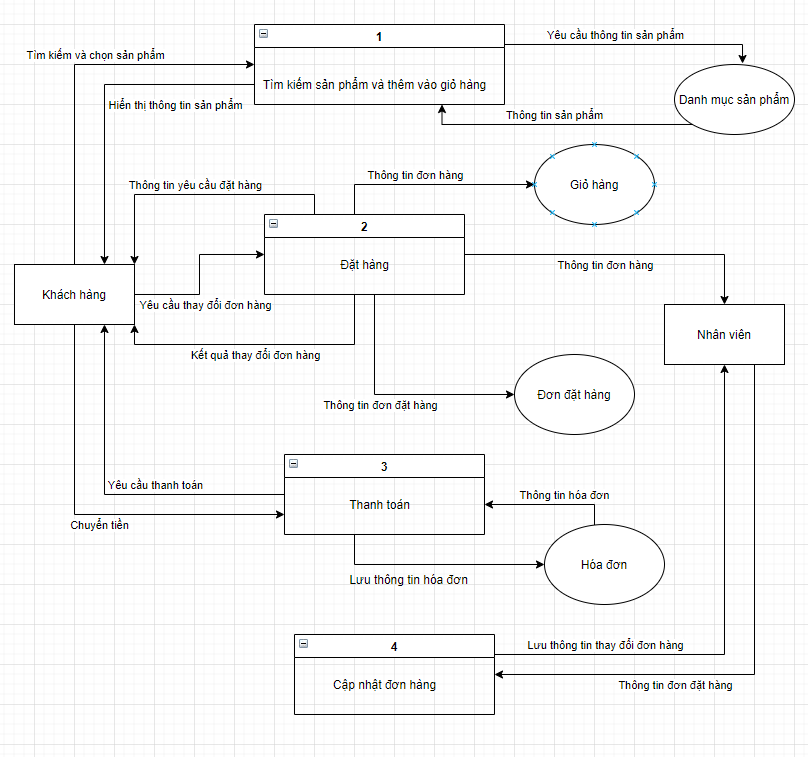 1
Yêu cầu thông tin sản phẩm
Tìm kiếm và chọn sản phẩm
Tìm kiếm sản phẩm và thêm vào giỏ hàng
Hiển thị thông tin sản phẩm
Danh mục sản phẩm
Thông tin sản phẩm
Thông tin đơn hàng
Thông tin yêu cầu đặt hàng
Giỏ hàng
2
Đặt hàng
Thông tin đơn hàng
Khách hàng
Yêu cầu thay đổi đơn hàng
Nhân viên
Kết quả thay đổi đơn hàng
Đơn đặt hàng
Thông tin đơn đặt hàng
3
Yêu cầu thanh toán
Thông tin hóa đơn
Thanh toán
Chuyển tiền
Hóa đơn
Lưu thông tin hóa đơn
4
Lưu thông tin thay đổi đơn hàng
Cập nhật đơn hàng
Thông tin đơn đặt hàng